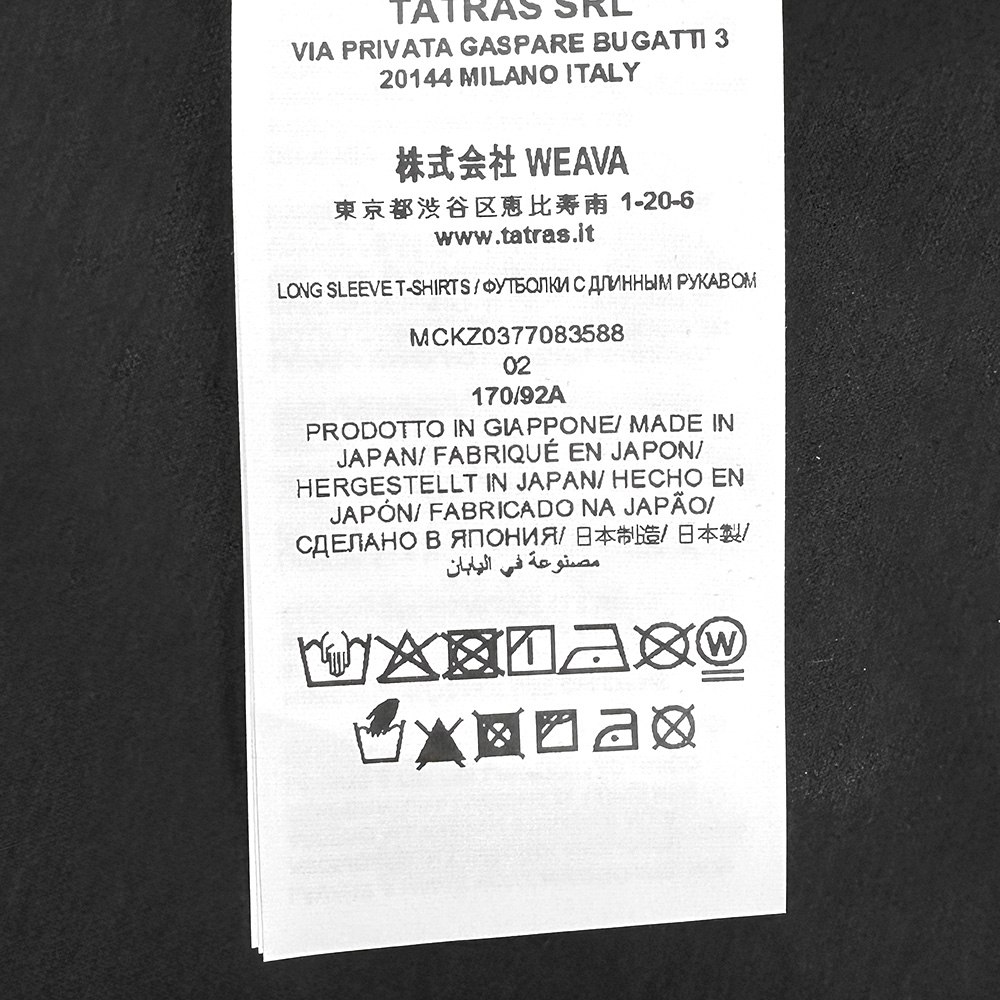 TATRAS SRL
VIA PRIVATA GASPARE BUGATTI 3
20144 MILANO ITALY
株式会社 WEAVA
東京都渋谷区恵比寿南 1-20-6
www.tatras.it
LONG SLEEVE T-SHIRTS / ФУТБОЛКИ С ДЛИННЫМ РУКАВОМ
MCKZ0377083588
02
170/92A
PRODOTTO IN GIAPPONE/ MADE IN
JAPAN/ FABRIQUÉ EN JAPON/
HERGESTELLT IN JAPAN/ HECHO EN
JAPÓN/ FABRICADO NA JAPÃO/
СДЕЛАНО В ЯПОНИЯ/ 日本制造/ 日本製/
مصنوعة في اليابان
W